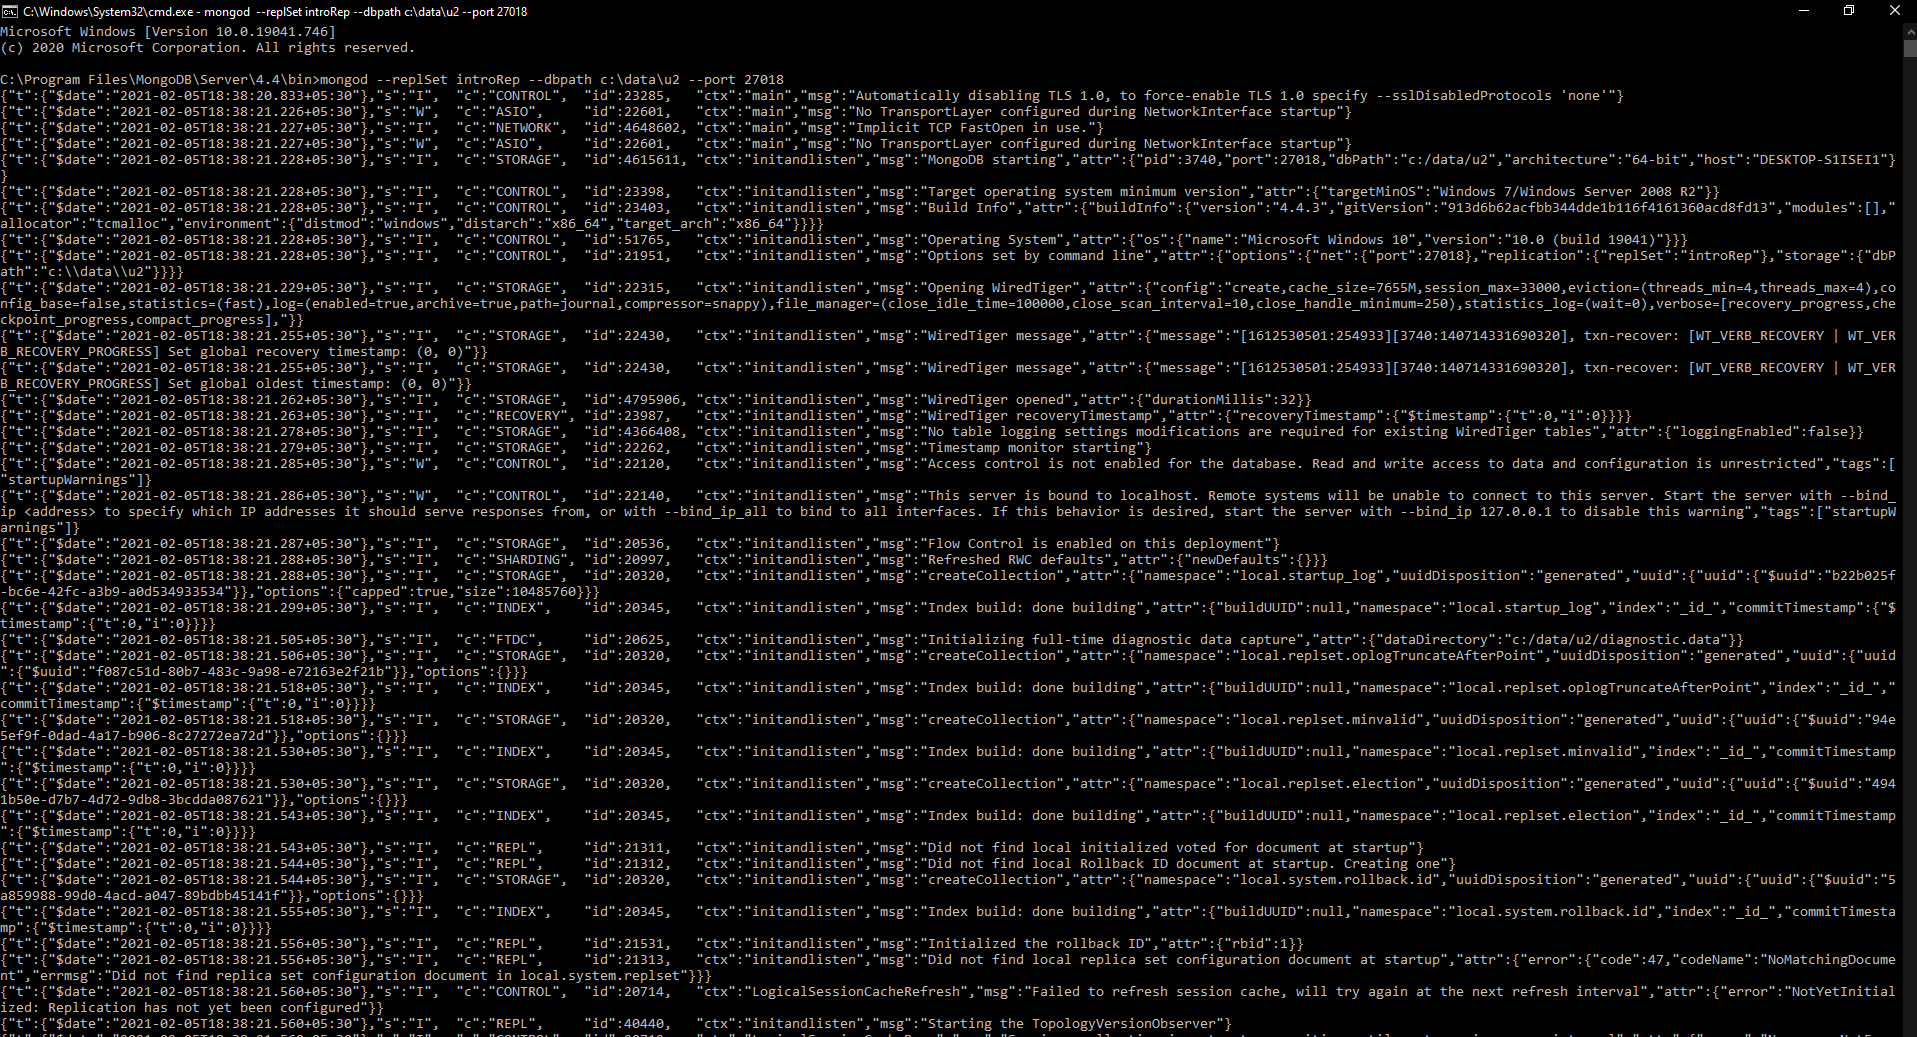 C:\Windows\System32\cmd.exe - mongod  --replSet introRep --dbpath c:\data\u2 --port 27018
Microsoft Windows [Version 10.0.19041.746]
(c) 2020 Microsoft Corporation. All rights reserved.
C:\Program Files\MongoDB\Server\4.4\bin>mongod --replSet introRep --dbpath c:\data\u2 --port 27018
{"t":{"$date":"2021-02-05T18:38:20.833+05:30"},"s":"I",  "c":"CONTROL",  "id":23285,   "ctx":"main","msg":"Automatically disabling TLS 1.0, to force-enable TLS 1.0 specify --sslDisabledProtocols 'none'"}
{"t":{"$date":"2021-02-05T18:38:21.226+05:30"},"s":"W",  "c":"ASIO",     "id":22601,   "ctx":"main","msg":"No TransportLayer configured during NetworkInterface startup"}
{"t":{"$date":"2021-02-05T18:38:21.227+05:30"},"s":"I",  "c":"NETWORK",  "id":4648602, "ctx":"main","msg":"Implicit TCP FastOpen in use."}
{"t":{"$date":"2021-02-05T18:38:21.227+05:30"},"s":"W",  "c":"ASIO",     "id":22601,   "ctx":"main","msg":"No TransportLayer configured during NetworkInterface startup"}
{"t":{"$date":"2021-02-05T18:38:21.228+05:30"},"s":"I",  "c":"STORAGE",  "id":4615611, "ctx":"initandlisten","msg":"MongoDB starting","attr":{"pid":3740,"port":27018,"dbPath":"c:/data/u2","architecture":"64-bit","host":"DESKTOP-S1ISEI1"}
}
{"t":{"$date":"2021-02-05T18:38:21.228+05:30"},"s":"I",  "c":"CONTROL",  "id":23398,   "ctx":"initandlisten","msg":"Target operating system minimum version","attr":{"targetMinOS":"Windows 7/Windows Server 2008 R2"}}
{"t":{"$date":"2021-02-05T18:38:21.228+05:30"},"s":"I",  "c":"CONTROL",  "id":23403,   "ctx":"initandlisten","msg":"Build Info","attr":{"buildInfo":{"version":"4.4.3","gitVersion":"913d6b62acfbb344dde1b116f4161360acd8fd13","modules":[],"
allocator":"tcmalloc","environment":{"distmod":"windows","distarch":"x86_64","target_arch":"x86_64"}}}}
{"t":{"$date":"2021-02-05T18:38:21.228+05:30"},"s":"I",  "c":"CONTROL",  "id":51765,   "ctx":"initandlisten","msg":"Operating System","attr":{"os":{"name":"Microsoft Windows 10","version":"10.0 (build 19041)"}}}
{"t":{"$date":"2021-02-05T18:38:21.228+05:30"},"s":"I",  "c":"CONTROL",  "id":21951,   "ctx":"initandlisten","msg":"Options set by command line","attr":{"options":{"net":{"port":27018},"replication":{"replSet":"introRep"},"storage":{"dbP
ath":"c:\\data\\u2"}}}}
{"t":{"$date":"2021-02-05T18:38:21.229+05:30"},"s":"I",  "c":"STORAGE",  "id":22315,   "ctx":"initandlisten","msg":"Opening WiredTiger","attr":{"config":"create,cache_size=7655M,session_max=33000,eviction=(threads_min=4,threads_max=4),co
nfig_base=false,statistics=(fast),log=(enabled=true,archive=true,path=journal,compressor=snappy),file_manager=(close_idle_time=100000,close_scan_interval=10,close_handle_minimum=250),statistics_log=(wait=0),verbose=[recovery_progress,che
ckpoint_progress,compact_progress],"}}
{"t":{"$date":"2021-02-05T18:38:21.255+05:30"},"s":"I",  "c":"STORAGE",  "id":22430,   "ctx":"initandlisten","msg":"WiredTiger message","attr":{"message":"[1612530501:254933][3740:140714331690320], txn-recover: [WT_VERB_RECOVERY | WT_VER
B_RECOVERY_PROGRESS] Set global recovery timestamp: (0, 0)"}}
{"t":{"$date":"2021-02-05T18:38:21.255+05:30"},"s":"I",  "c":"STORAGE",  "id":22430,   "ctx":"initandlisten","msg":"WiredTiger message","attr":{"message":"[1612530501:254933][3740:140714331690320], txn-recover: [WT_VERB_RECOVERY | WT_VER
B_RECOVERY_PROGRESS] Set global oldest timestamp: (0, 0)"}}
{"t":{"$date":"2021-02-05T18:38:21.262+05:30"},"s":"I",  "c":"STORAGE",  "id":4795906, "ctx":"initandlisten","msg":"WiredTiger opened","attr":{"durationMillis":32}}
{"t":{"$date":"2021-02-05T18:38:21.263+05:30"},"s":"I",  "c":"RECOVERY", "id":23987,   "ctx":"initandlisten","msg":"WiredTiger recoveryTimestamp","attr":{"recoveryTimestamp":{"$timestamp":{"t":0,"i":0}}}}
{"t":{"$date":"2021-02-05T18:38:21.278+05:30"},"s":"I",  "c":"STORAGE",  "id":4366408, "ctx":"initandlisten","msg":"No table logging settings modifications are required for existing WiredTiger tables","attr":{"loggingEnabled":false}}
{"t":{"$date":"2021-02-05T18:38:21.279+05:30"},"s":"I",  "c":"STORAGE",  "id":22262,   "ctx":"initandlisten","msg":"Timestamp monitor starting"}
{"t":{"$date":"2021-02-05T18:38:21.285+05:30"},"s":"W",  "c":"CONTROL",  "id":22120,   "ctx":"initandlisten","msg":"Access control is not enabled for the database. Read and write access to data and configuration is unrestricted","tags":[
"startupWarnings"]}
{"t":{"$date":"2021-02-05T18:38:21.286+05:30"},"s":"W",  "c":"CONTROL",  "id":22140,   "ctx":"initandlisten","msg":"This server is bound to localhost. Remote systems will be unable to connect to this server. Start the server with --bind_
ip <address> to specify which IP addresses it should serve responses from, or with --bind_ip_all to bind to all interfaces. If this behavior is desired, start the server with --bind_ip 127.0.0.1 to disable this warning","tags":["startupW
arnings"]}
{"t":{"$date":"2021-02-05T18:38:21.287+05:30"},"s":"I",  "c":"STORAGE",  "id":20536,   "ctx":"initandlisten","msg":"Flow Control is enabled on this deployment"}
{"t":{"$date":"2021-02-05T18:38:21.288+05:30"},"s":"I",  "c":"SHARDING", "id":20997,   "ctx":"initandlisten","msg":"Refreshed RWC defaults","attr":{"newDefaults":{}}}
{"t":{"$date":"2021-02-05T18:38:21.288+05:30"},"s":"I",  "c":"STORAGE",  "id":20320,   "ctx":"initandlisten","msg":"createCollection","attr":{"namespace":"local.startup_log","uuidDisposition":"generated","uuid":{"uuid":{"$uuid":"b22b025f
-bc6e-42fc-a3b9-a0d534933534"}},"options":{"capped":true,"size":10485760}}}
{"t":{"$date":"2021-02-05T18:38:21.299+05:30"},"s":"I",  "c":"INDEX",    "id":20345,   "ctx":"initandlisten","msg":"Index build: done building","attr":{"buildUUID":null,"namespace":"local.startup_log","index":"_id_","commitTimestamp":{"$
timestamp":{"t":0,"i":0}}}}
{"t":{"$date":"2021-02-05T18:38:21.505+05:30"},"s":"I",  "c":"FTDC",     "id":20625,   "ctx":"initandlisten","msg":"Initializing full-time diagnostic data capture","attr":{"dataDirectory":"c:/data/u2/diagnostic.data"}}
{"t":{"$date":"2021-02-05T18:38:21.506+05:30"},"s":"I",  "c":"STORAGE",  "id":20320,   "ctx":"initandlisten","msg":"createCollection","attr":{"namespace":"local.replset.oplogTruncateAfterPoint","uuidDisposition":"generated","uuid":{"uuid
":{"$uuid":"f087c51d-80b7-483c-9a98-e72163e2f21b"}},"options":{}}}
{"t":{"$date":"2021-02-05T18:38:21.518+05:30"},"s":"I",  "c":"INDEX",    "id":20345,   "ctx":"initandlisten","msg":"Index build: done building","attr":{"buildUUID":null,"namespace":"local.replset.oplogTruncateAfterPoint","index":"_id_","
commitTimestamp":{"$timestamp":{"t":0,"i":0}}}}
{"t":{"$date":"2021-02-05T18:38:21.518+05:30"},"s":"I",  "c":"STORAGE",  "id":20320,   "ctx":"initandlisten","msg":"createCollection","attr":{"namespace":"local.replset.minvalid","uuidDisposition":"generated","uuid":{"uuid":{"$uuid":"94e
5ef9f-0dad-4a17-b906-8c27272ea72d"}},"options":{}}}
{"t":{"$date":"2021-02-05T18:38:21.530+05:30"},"s":"I",  "c":"INDEX",    "id":20345,   "ctx":"initandlisten","msg":"Index build: done building","attr":{"buildUUID":null,"namespace":"local.replset.minvalid","index":"_id_","commitTimestamp
":{"$timestamp":{"t":0,"i":0}}}}
{"t":{"$date":"2021-02-05T18:38:21.530+05:30"},"s":"I",  "c":"STORAGE",  "id":20320,   "ctx":"initandlisten","msg":"createCollection","attr":{"namespace":"local.replset.election","uuidDisposition":"generated","uuid":{"uuid":{"$uuid":"494
1b50e-d7b7-4d72-9db8-3bcdda087621"}},"options":{}}}
{"t":{"$date":"2021-02-05T18:38:21.543+05:30"},"s":"I",  "c":"INDEX",    "id":20345,   "ctx":"initandlisten","msg":"Index build: done building","attr":{"buildUUID":null,"namespace":"local.replset.election","index":"_id_","commitTimestamp
":{"$timestamp":{"t":0,"i":0}}}}
{"t":{"$date":"2021-02-05T18:38:21.543+05:30"},"s":"I",  "c":"REPL",     "id":21311,   "ctx":"initandlisten","msg":"Did not find local initialized voted for document at startup"}
{"t":{"$date":"2021-02-05T18:38:21.544+05:30"},"s":"I",  "c":"REPL",     "id":21312,   "ctx":"initandlisten","msg":"Did not find local Rollback ID document at startup. Creating one"}
{"t":{"$date":"2021-02-05T18:38:21.544+05:30"},"s":"I",  "c":"STORAGE",  "id":20320,   "ctx":"initandlisten","msg":"createCollection","attr":{"namespace":"local.system.rollback.id","uuidDisposition":"generated","uuid":{"uuid":{"$uuid":"5
a859988-99d0-4acd-a047-89bdbb45141f"}},"options":{}}}
{"t":{"$date":"2021-02-05T18:38:21.555+05:30"},"s":"I",  "c":"INDEX",    "id":20345,   "ctx":"initandlisten","msg":"Index build: done building","attr":{"buildUUID":null,"namespace":"local.system.rollback.id","index":"_id_","commitTimesta
mp":{"$timestamp":{"t":0,"i":0}}}}
{"t":{"$date":"2021-02-05T18:38:21.556+05:30"},"s":"I",  "c":"REPL",     "id":21531,   "ctx":"initandlisten","msg":"Initialized the rollback ID","attr":{"rbid":1}}
{"t":{"$date":"2021-02-05T18:38:21.556+05:30"},"s":"I",  "c":"REPL",     "id":21313,   "ctx":"initandlisten","msg":"Did not find local replica set configuration document at startup","attr":{"error":{"code":47,"codeName":"NoMatchingDocume
nt","errmsg":"Did not find replica set configuration document in local.system.replset"}}}
{"t":{"$date":"2021-02-05T18:38:21.560+05:30"},"s":"I",  "c":"CONTROL",  "id":20714,   "ctx":"LogicalSessionCacheRefresh","msg":"Failed to refresh session cache, will try again at the next refresh interval","attr":{"error":"NotYetInitial
ized: Replication has not yet been configured"}}
{"t":{"$date":"2021-02-05T18:38:21.560+05:30"},"s":"I",  "c":"REPL",     "id":40440,   "ctx":"initandlisten","msg":"Starting the TopologyVersionObserver"}